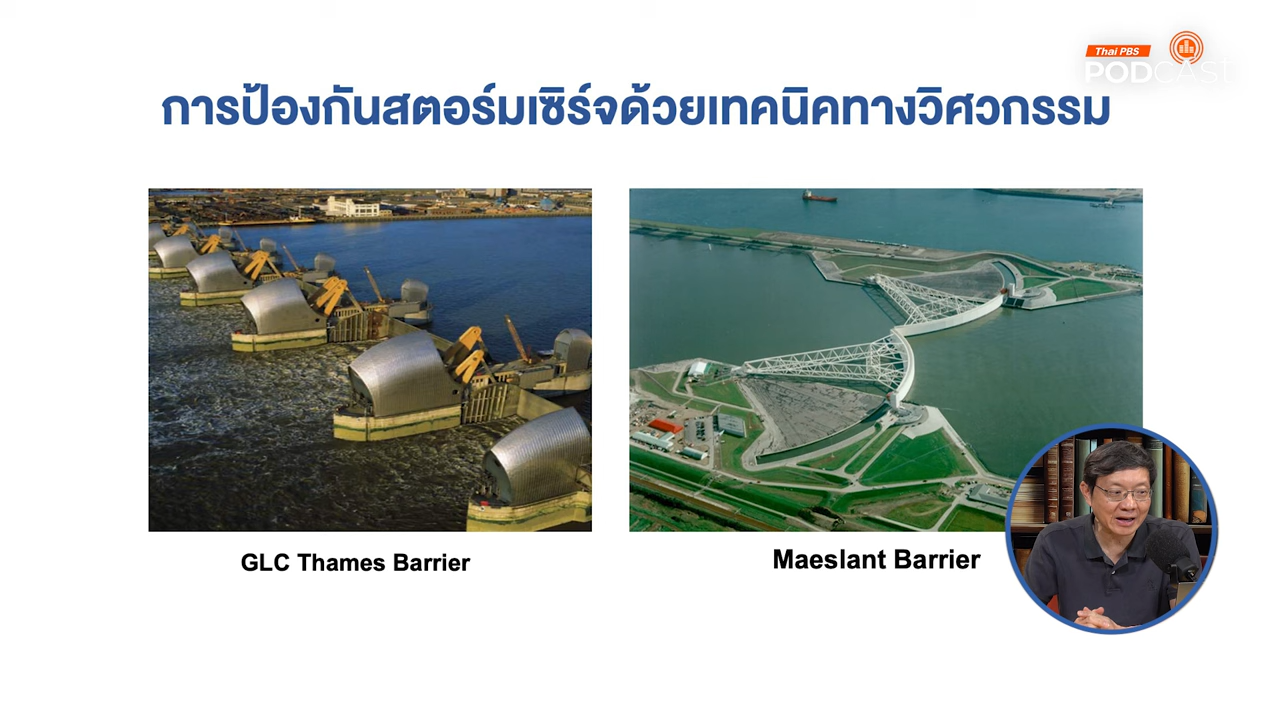 Thai PBS
PODCAst
การป้องกันสตอร์มเซิร์จด้วยเทคนิคทางวิศวกรรม
GLC Thames Barrier
Maeslant Barrier